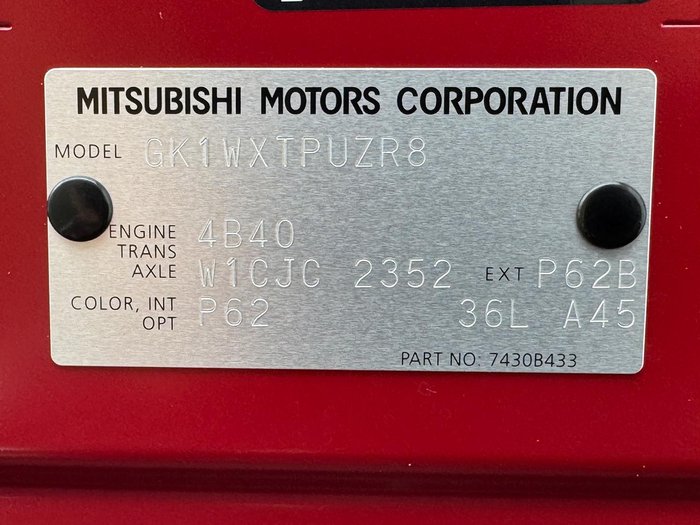 MITSUBISHI MOTORS CORPORATION
MODEL GK1WXTPUZR8
ENGINE 4B40
TRANS
AXLE W1CJC 2352 EXT P62B
COLOR, INT P62 36L A45
OPT
PART NO: 7430B433